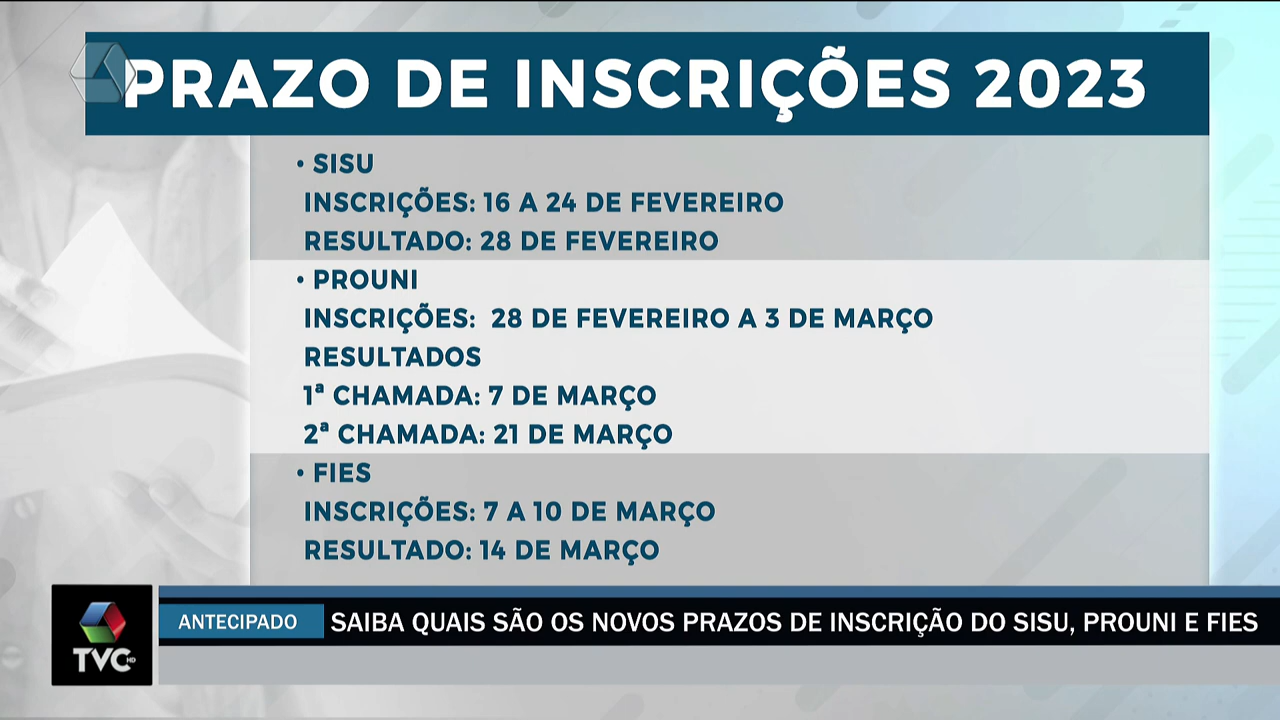 PRAZO DE INSCRIÇÕES 2023
• SISU
INSCRIÇÕES: 16 A 24 DE FEVEREIRO
RESULTADO: 28 DE FEVEREIRO
• PROUNI
INSCRIÇÕES: 28 DE FEVEREIRO A 3 DE MARÇO
RESULTADOS
1ª CHAMADA: 7 DE MARÇO
2ª CHAMADA: 21 DE MARÇO
• FIES
INSCRIÇÕES: 7 A 10 DE MARÇO
RESULTADO: 14 DE MARÇO
ANTECIPADO SAIBA QUAIS SÃO OS NOVOS PRAZOS DE INSCRIÇÃO DO SISU, PROUNI E FIES
TVC HD